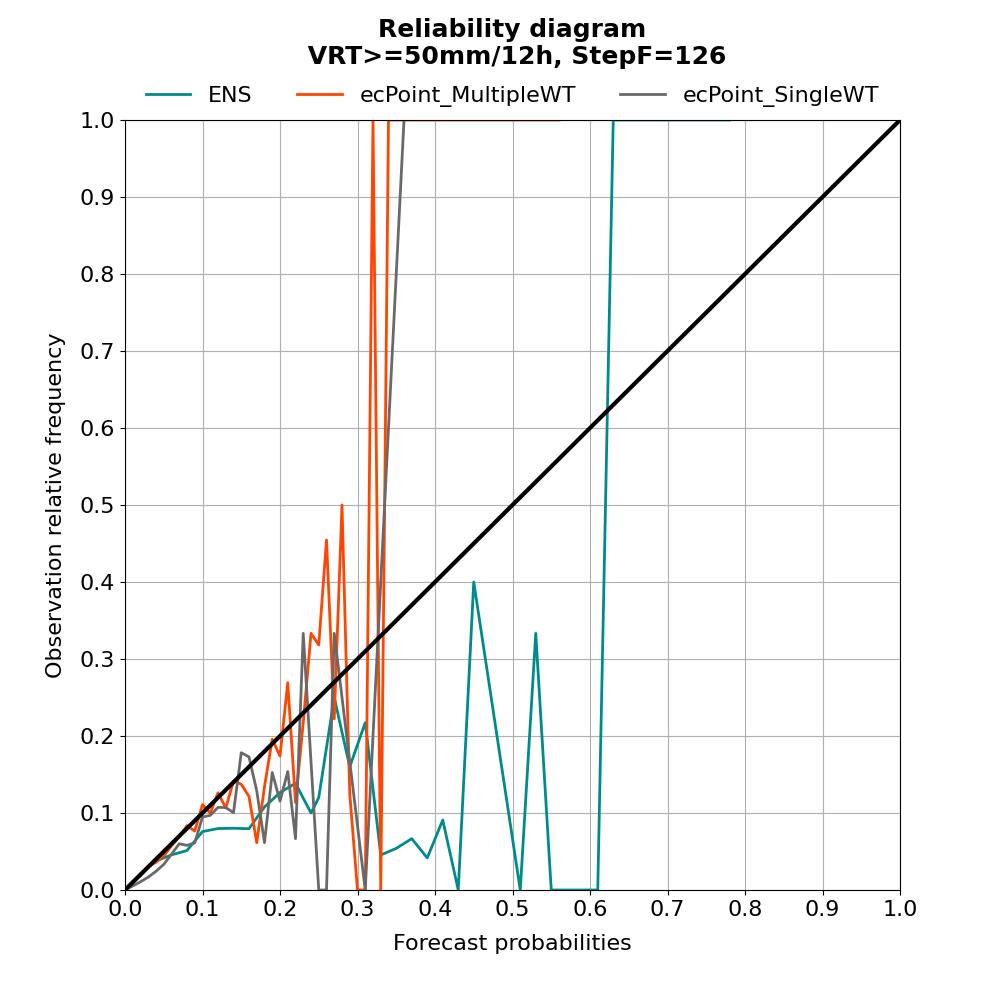 Reliability diagram
VRT>=50mm/12h, StepF=126
ENS ecPoint_MultipleWT ecPoint_SingleWT
1.0
0.9
0.8
0.7
0.6
0.5
0.4
0.3
0.2
0.1
0.0
Observation relative frequency
0.0 0.1 0.2 0.3 0.4 0.5 0.6 0.7 0.8 0.9 1.0
Forecast probabilities